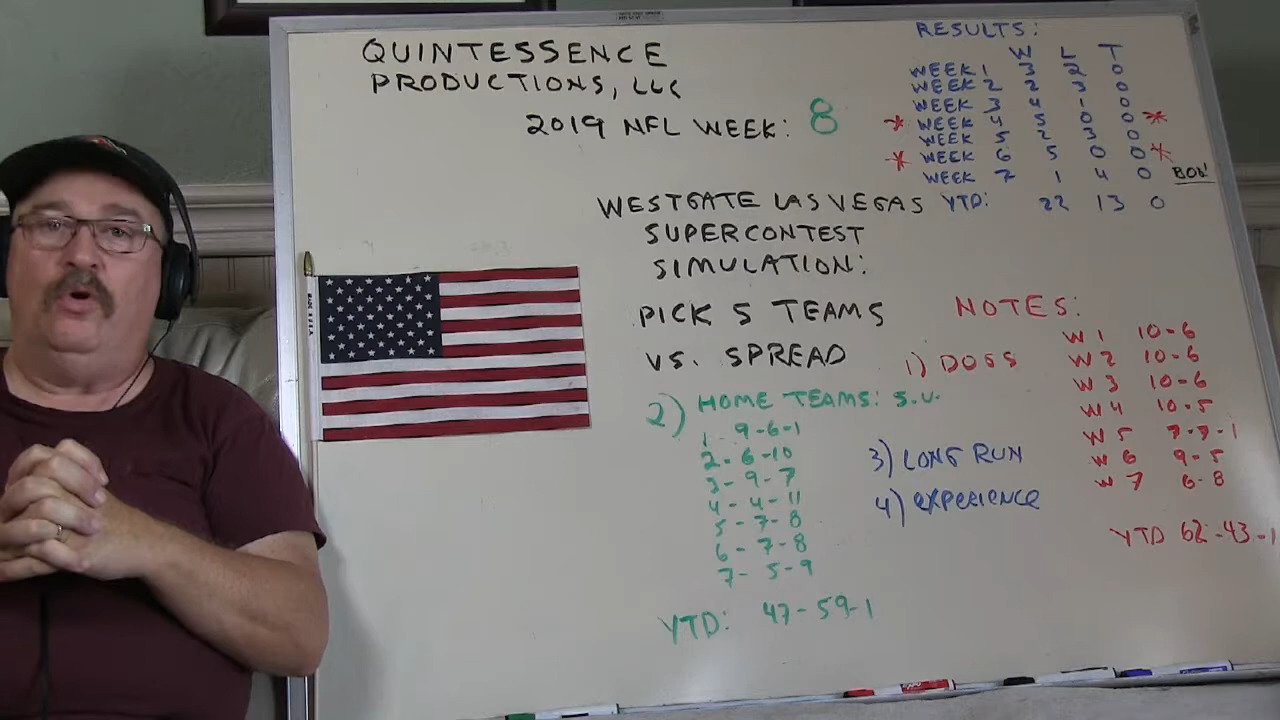 QUINTESSENCE
PRODUCTIONS, LLC
2019 NFL WEEK: 8
RESULTS:
W L T
WEEK 1 3 2 0
WEEK 2 2 3 0
WEEK 3 4 1 0
* WEEK 4 5 0 0 *
WEEK 5 2 3 0
* WEEK 6 5 0 0 *
WEEK 7 1 4 0 BOO!
YTD: 22 13 0
WESTGATE LAS VEGAS
SUPERCONTEST
SIMULATION:
PICK 5 TEAMS
VS. SPREAD
NOTES:
1) DOGS
W 1 10-6
W 2 10-6
W 3 10-6
W 4 10-5
W 5 7-7-1
W 6 9-5
W 7 6-8
YTD 62-43-1
2) HOME TEAMS: S.U.
1 9-6-1
2-6-10
3-9-7
4-4-11
5-7-8
6-7-8
7-5-9
YTD: 47-59-1
3) LONG RUN
4) EXPERIENCE